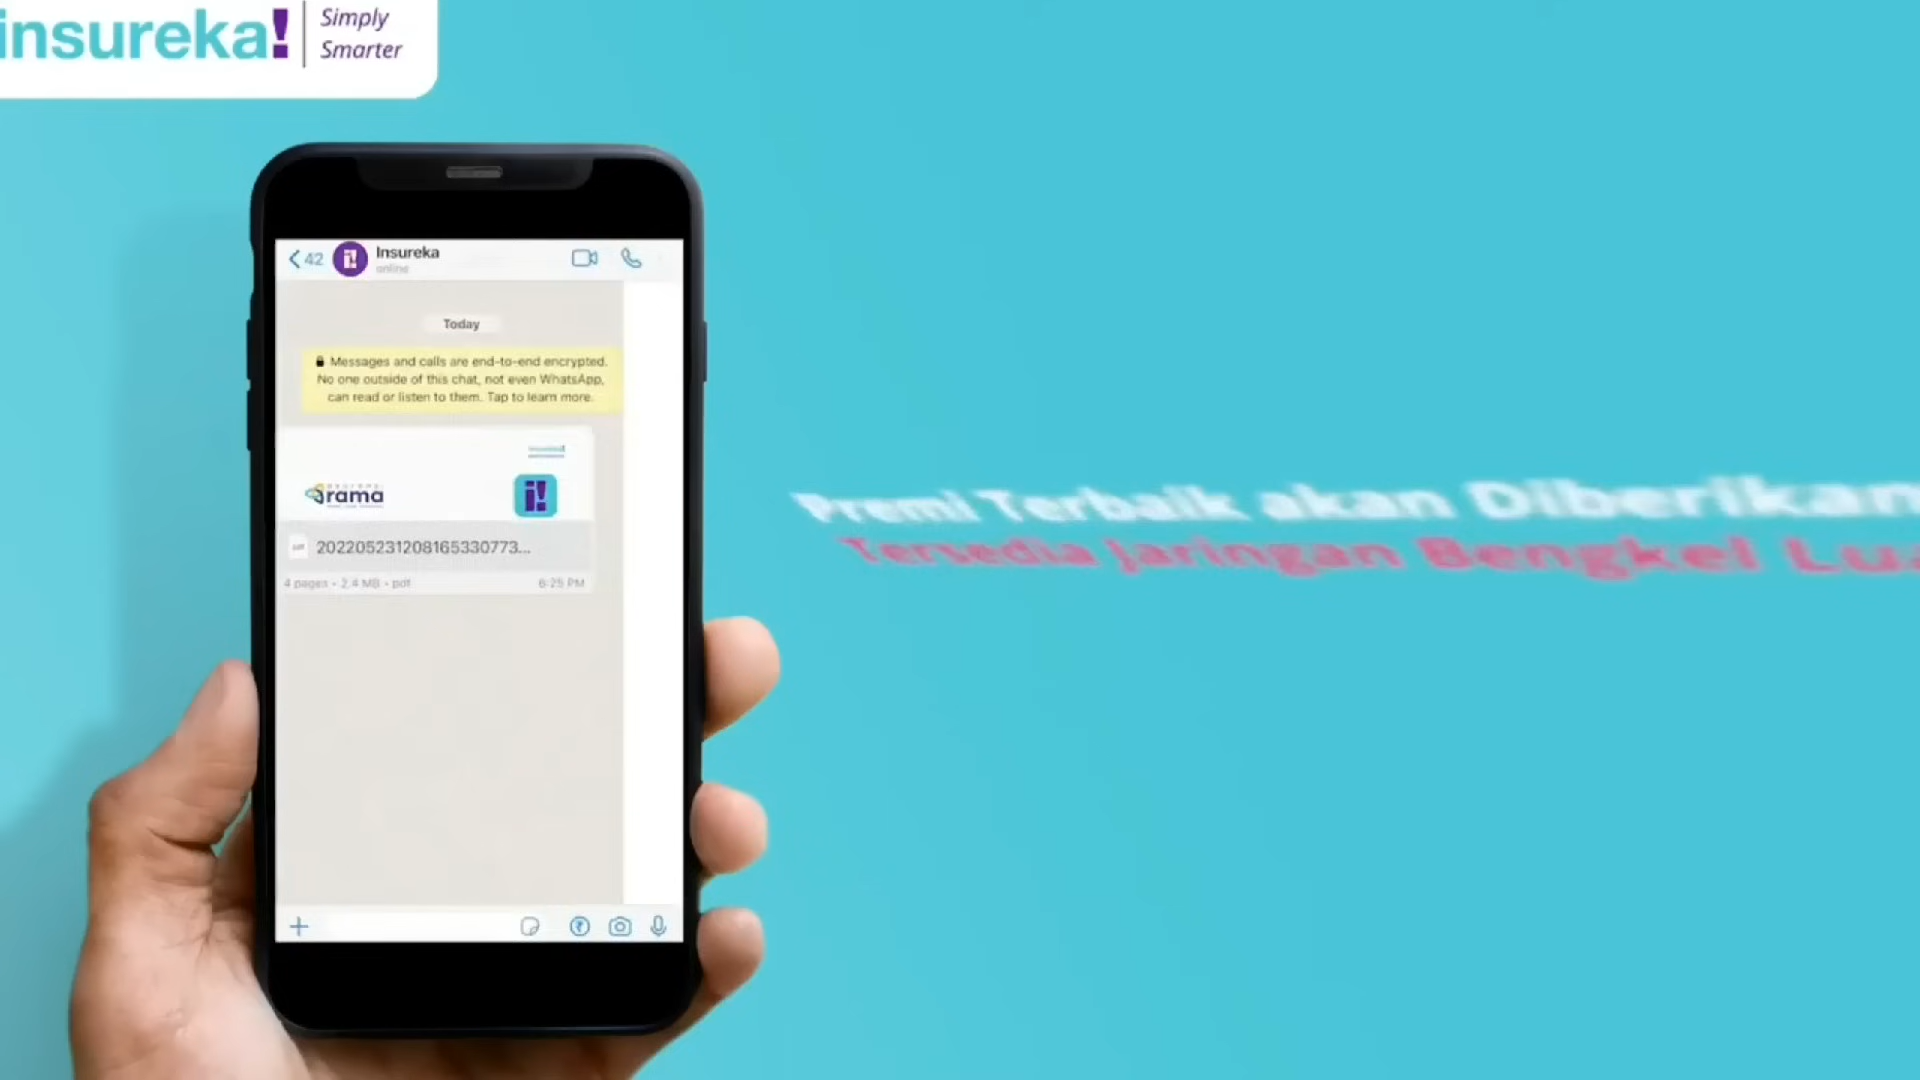 insureka!
Simply
Smarter
42
Insureka
online
Today
Messages and calls are end-to-end encrypted.
No one outside of this chat, not even WhatsApp,
can read or listen to them. Tap to learn more.
rama
202205231208165330773...
4 pages • 2.4 MB • pdf
6:25 PM
Premi Terbaik akan Diberikan
Tersedia Jaringan Bengkel